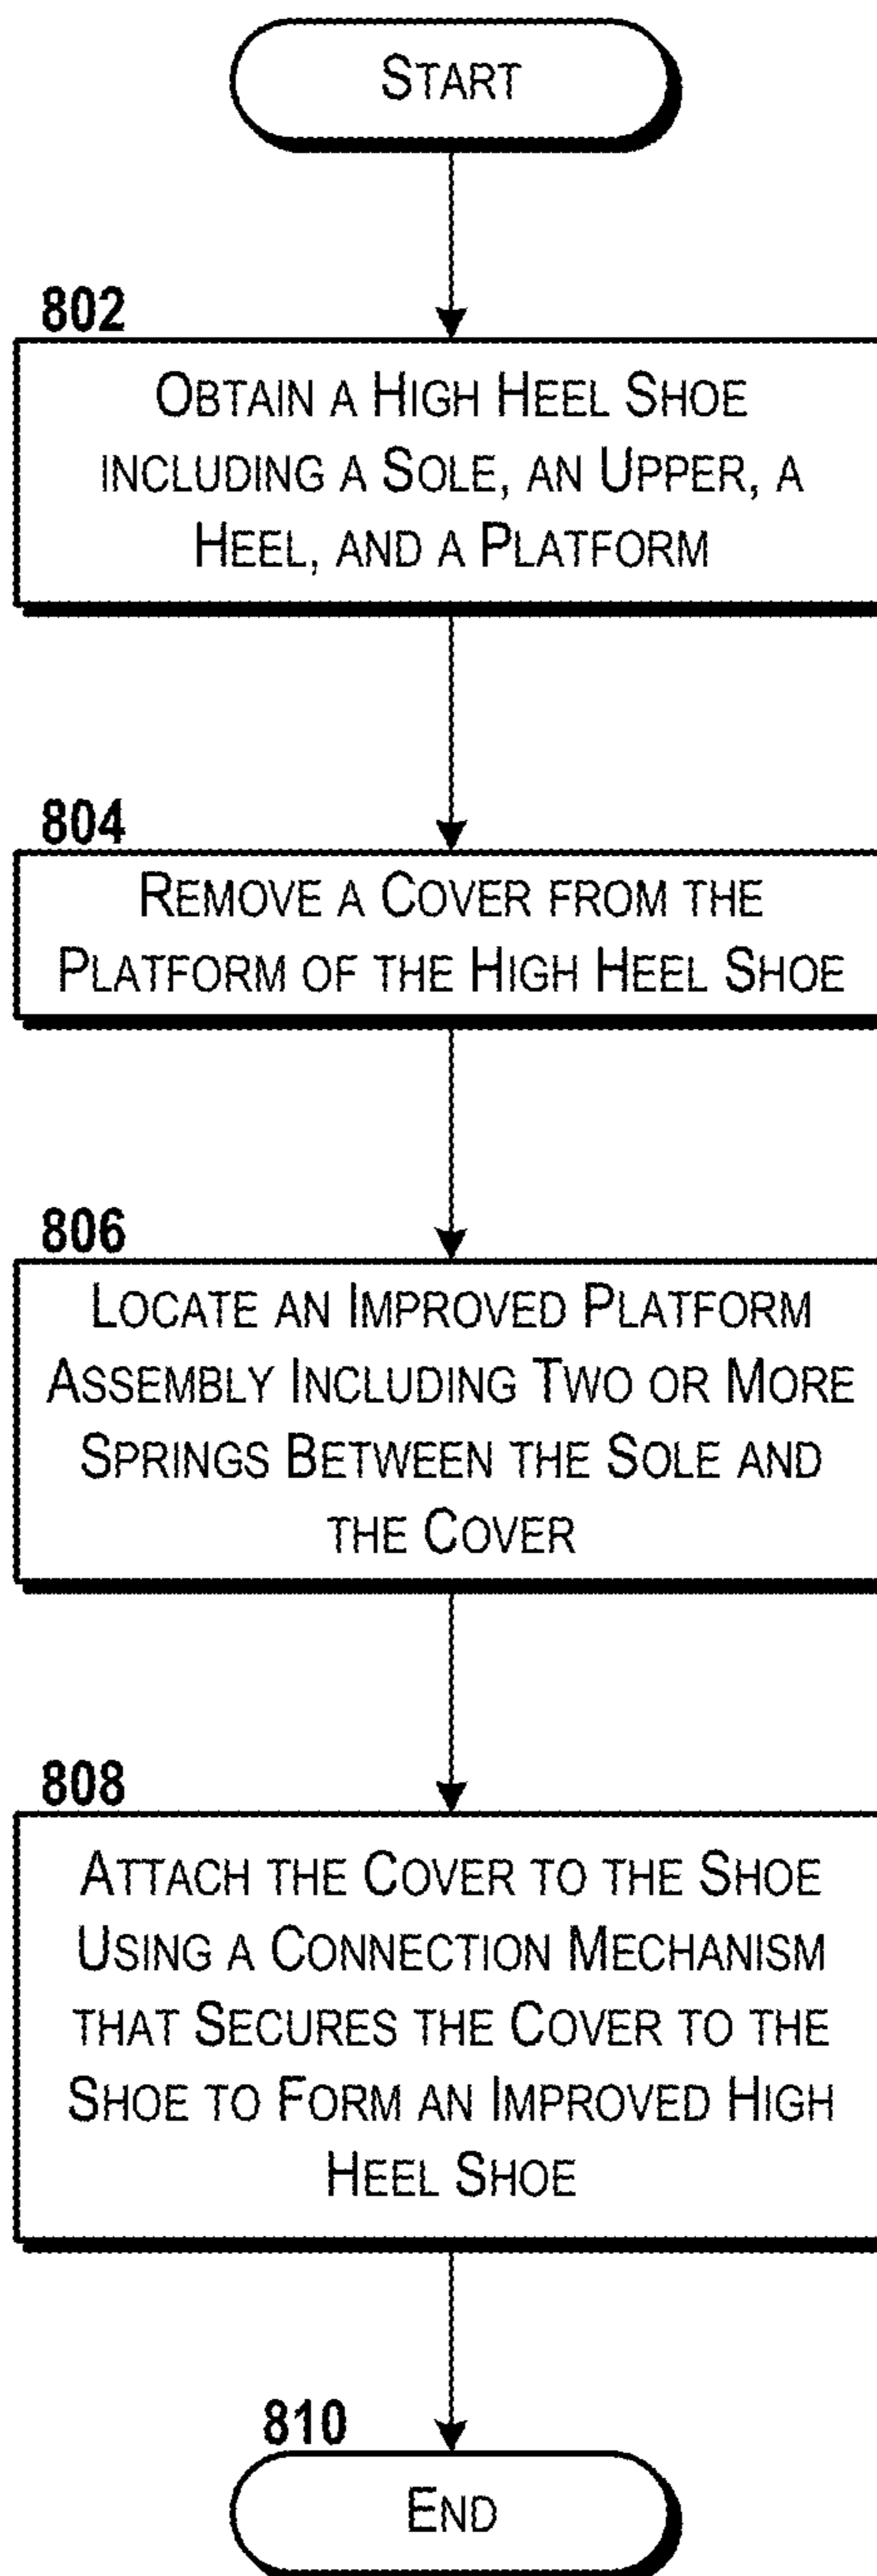 START
802
OBTAIN A HIGH HEEL SHOE
INCLUDING A SOLE, AN UPPER, A
HEEL, AND A PLATFORM
804
REMOVE A COVER FROM THE
PLATFORM OF THE HIGH HEEL SHOE
806
LOCATE AN IMPROVED PLATFORM
ASSEMBLY INCLUDING TWO OR MORE
SPRINGS BETWEEN THE SOLE AND
THE COVER
808
ATTACH THE COVER TO THE SHOE
USING A CONNECTION MECHANISM
THAT SECURES THE COVER TO THE
SHOE TO FORM AN IMPROVED HIGH
HEEL SHOE
810
END